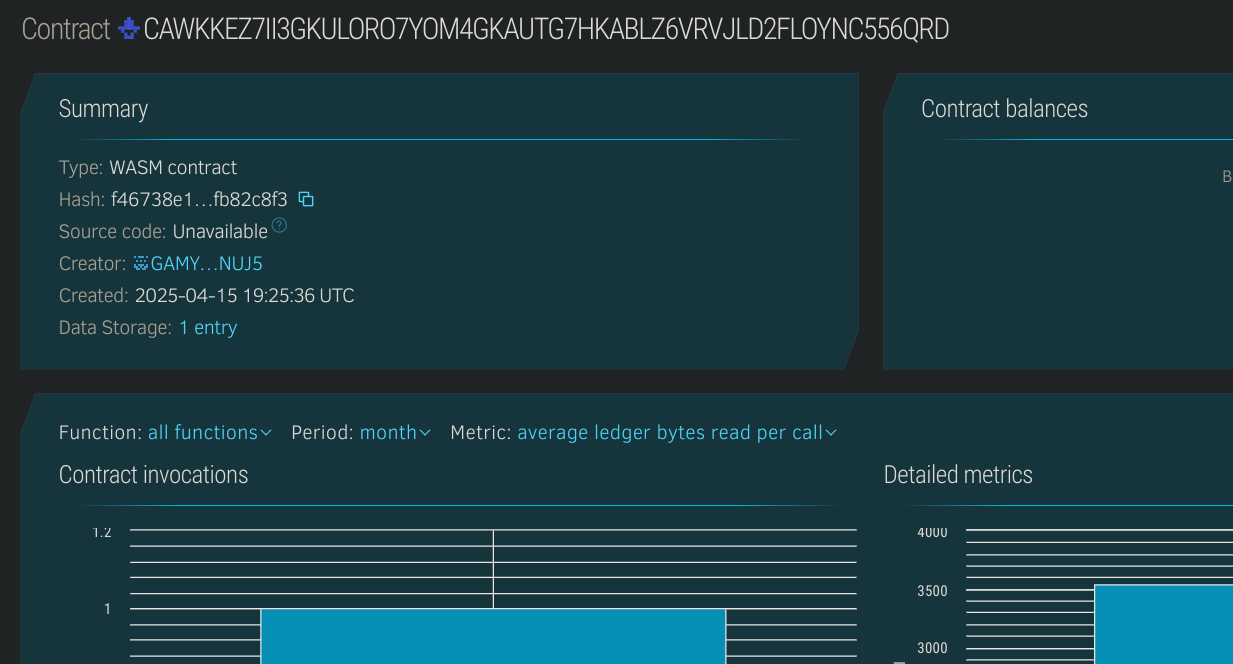 Contract CAWKKEZ7II3GKULORO7YOM4GKAUTG7HKABLZ6VRVJLD2FLOYNC556QRD
Summary
Type: WASM contract
Hash: f46738e1...fb82c8f3
Source code: Unavailable ?
Creator: GAMY...NUJ5
Created: 2025-04-15 19:25:36 UTC
Data Storage: 1 entry
Contract balances
B
Function: all functions Period: month Metric: average ledger bytes read per call
Contract invocations
1.2
1
Detailed metrics
4000
3500
3000